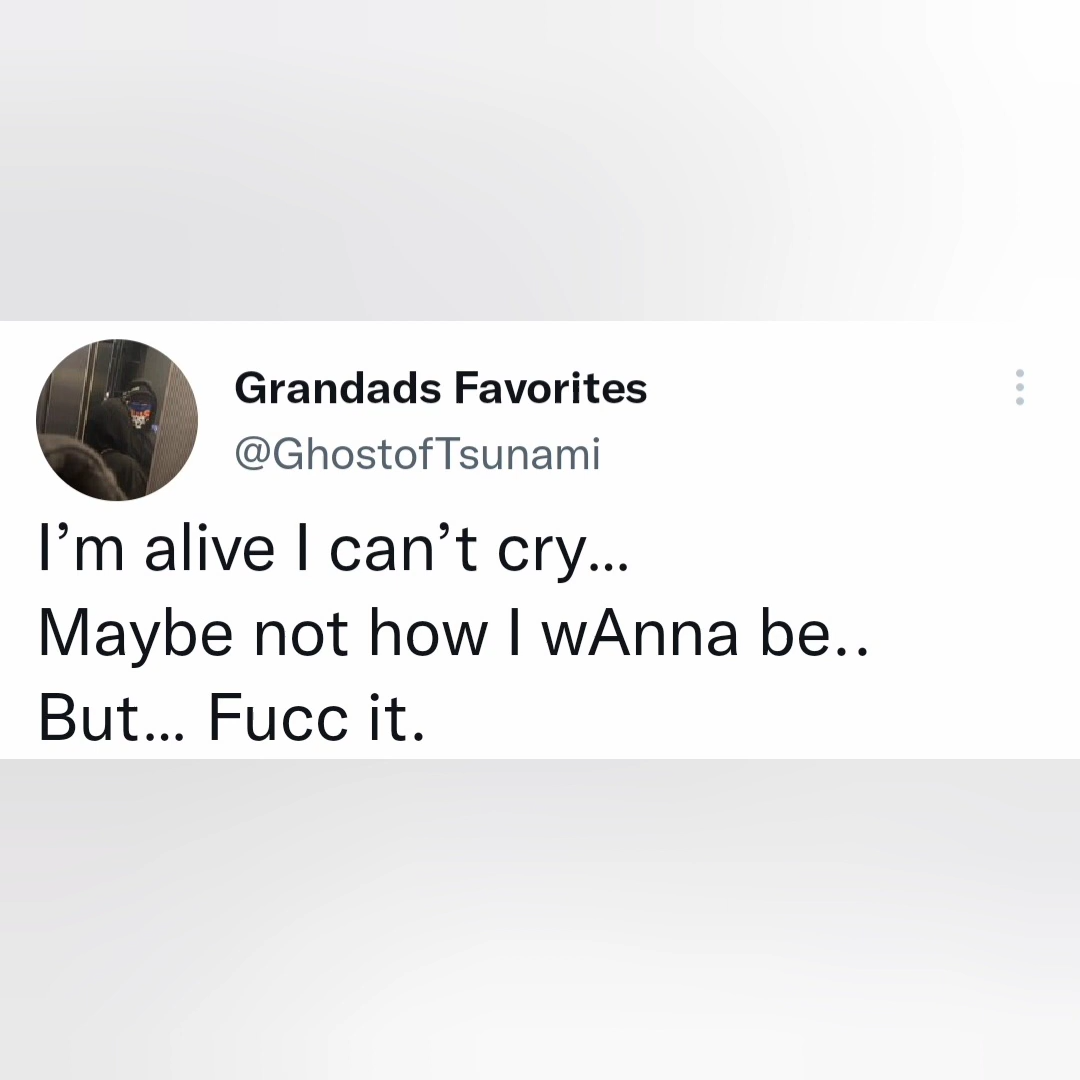 Grandads Favorites
@GhostofTsunami
I’m alive I can’t cry...
Maybe not how I wAnna be..
But... Fucc it.